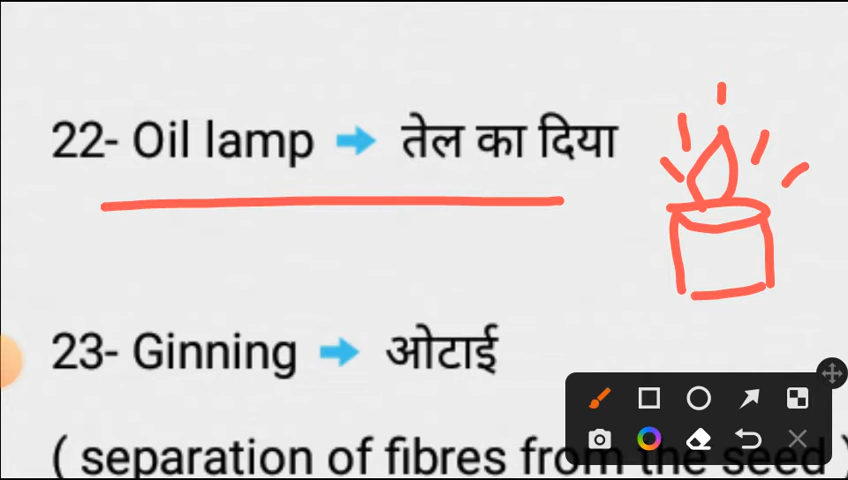 22- Oil lamp ➡ तेल का दिया
23- Ginning ➡ ओटाई
( separation of fibres from the seed )